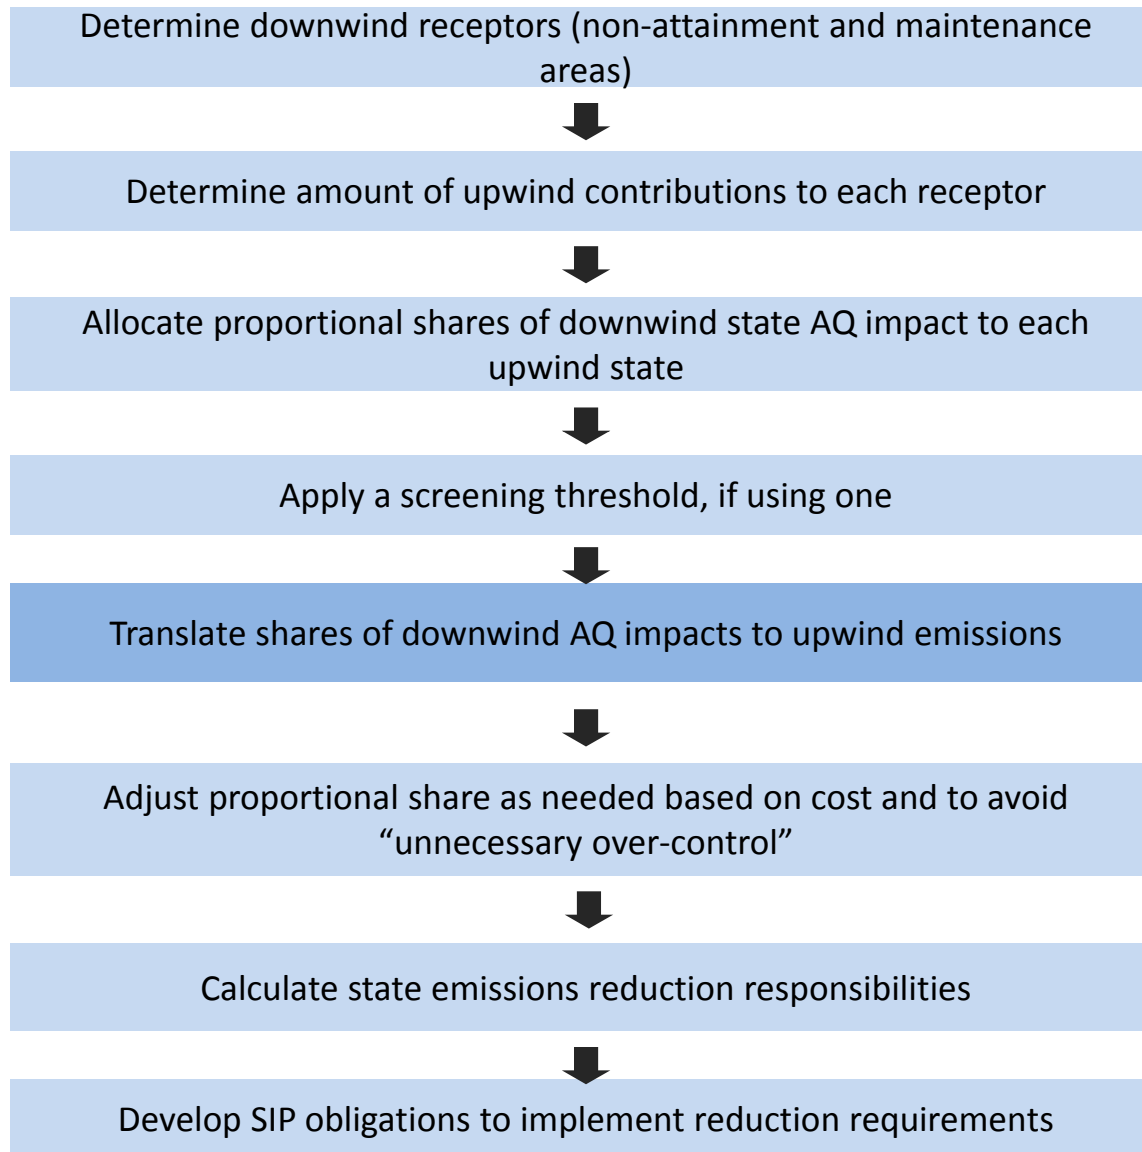 Determine downwind receptors (non-attainment and maintenance
areas)
Determine amount of upwind contributions to each receptor
Allocate proportional shares of downwind state AQ impact to each
upwind state
Apply a screening threshold, if using one
Translate shares of downwind AQ impacts to upwind emissions
Adjust proportional share as needed based on cost and to avoid
“unnecessary over-control”
Calculate state emissions reduction responsibilities
Develop SIP obligations to implement reduction requirements